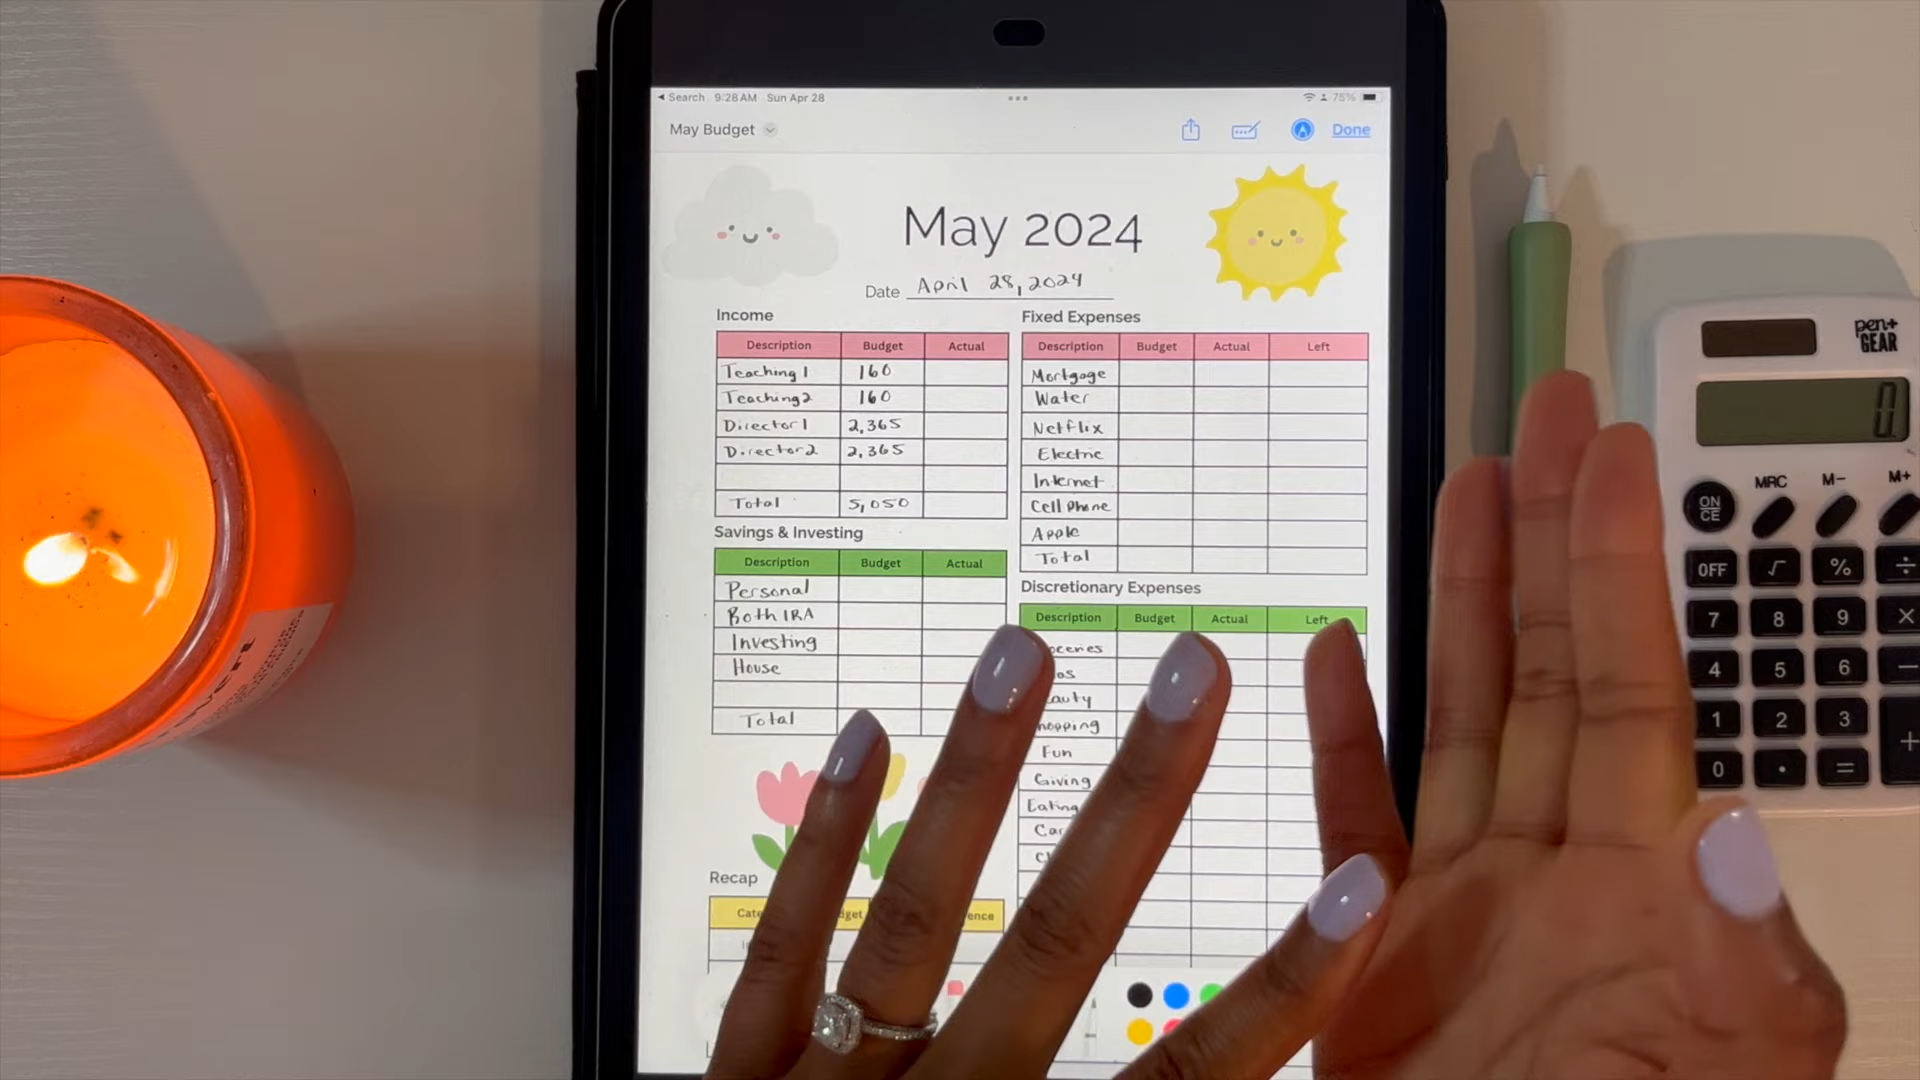 Search 9:28 AM Sun Apr 28 75%
May Budget Done
May 2024
Date April 28, 2024
Income
Description Budget Actual
Teaching 1 160
Teaching 2 160
Director 1 2,365
Director 2 2,365
Total 5,050
Savings & Investing
Description Budget Actual
Personal
Both IRA
Investing
House
Total
Recap
Fixed Expenses
Description Budget Actual Left
Mortgage
Water
Netflix
Electric
Internet
Cell Phone
Apple
Total
Discretionary Expenses
Description Budget Actual Left
Fun
Giving
Eating
pen+
GEAR
0
MRC M- M+
ON
CE
OFF √ % ÷
7 8 9 ×
4 5 6 −
1 2 3 +
0 . =